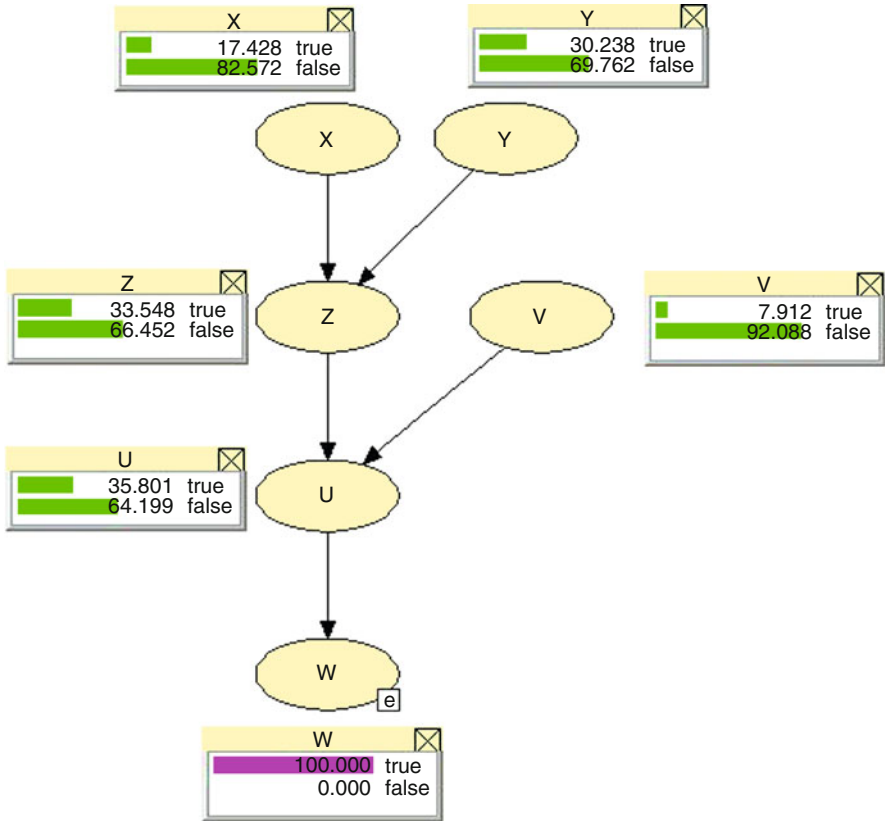 X
17.428 true
82.572 false
Y
30.238 true
69.762 false
X
Y
Z
33.548 true
66.452 false
Z
V
V
7.912 true
92.088 false
U
35.801 true
64.199 false
U
W
e
W
100.000 true
0.000 false